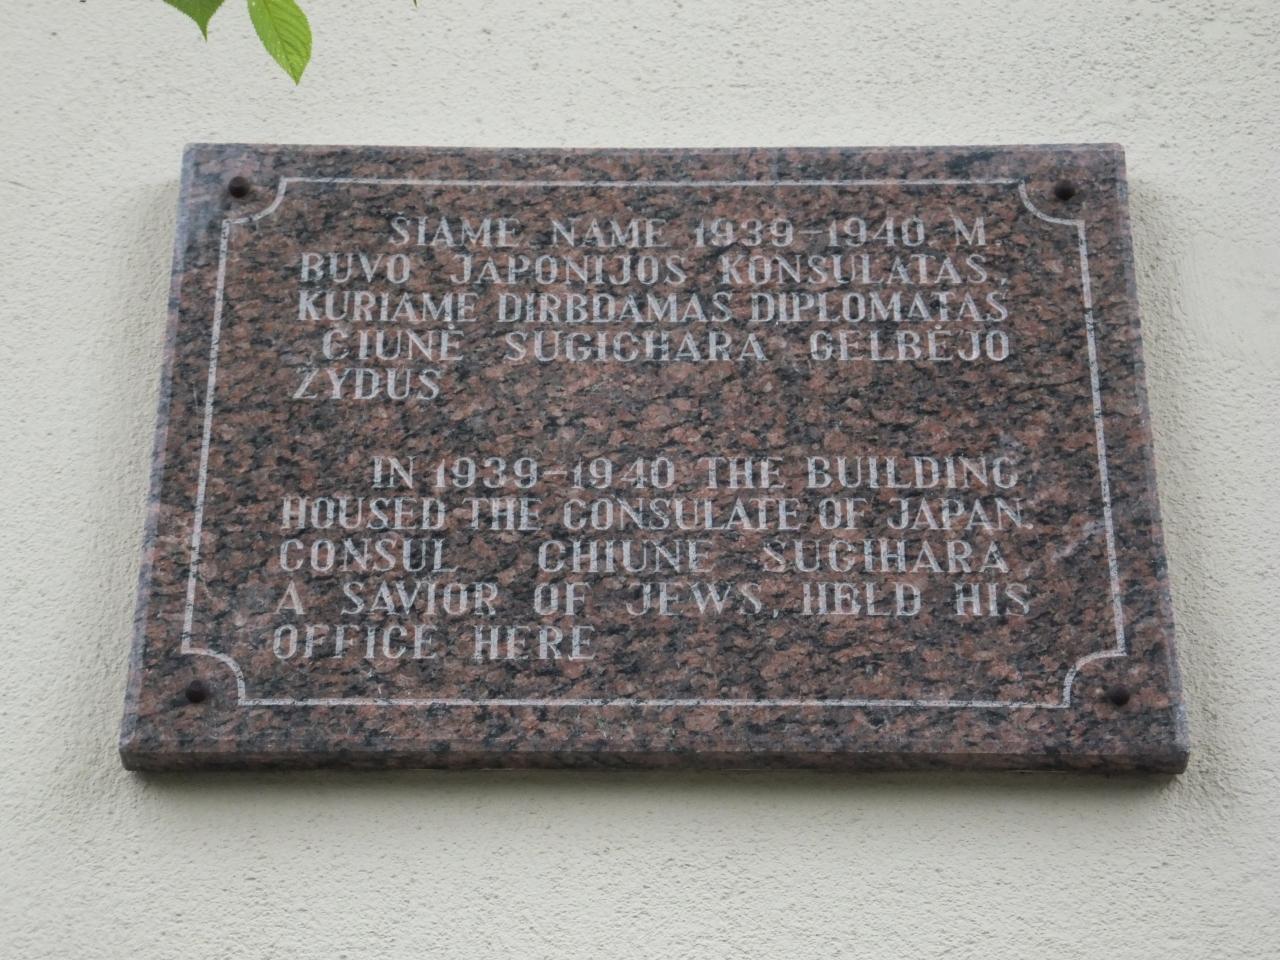 ŠIAME NAME 1939-1940 M.
BUVO JAPONIJOS KONSULATAS,
KURIAME DIRBDAMAS DIPLOMATAS
ČIUNĖ SUGICHARA GELBĖJO
ŽYDUS
IN 1939-1940 THE BUILDING
HOUSED THE CONSULATE OF JAPAN.
CONSUL CHIUNE SUGIHARA,
A SAVIOR OF JEWS, HELD HIS
OFFICE HERE